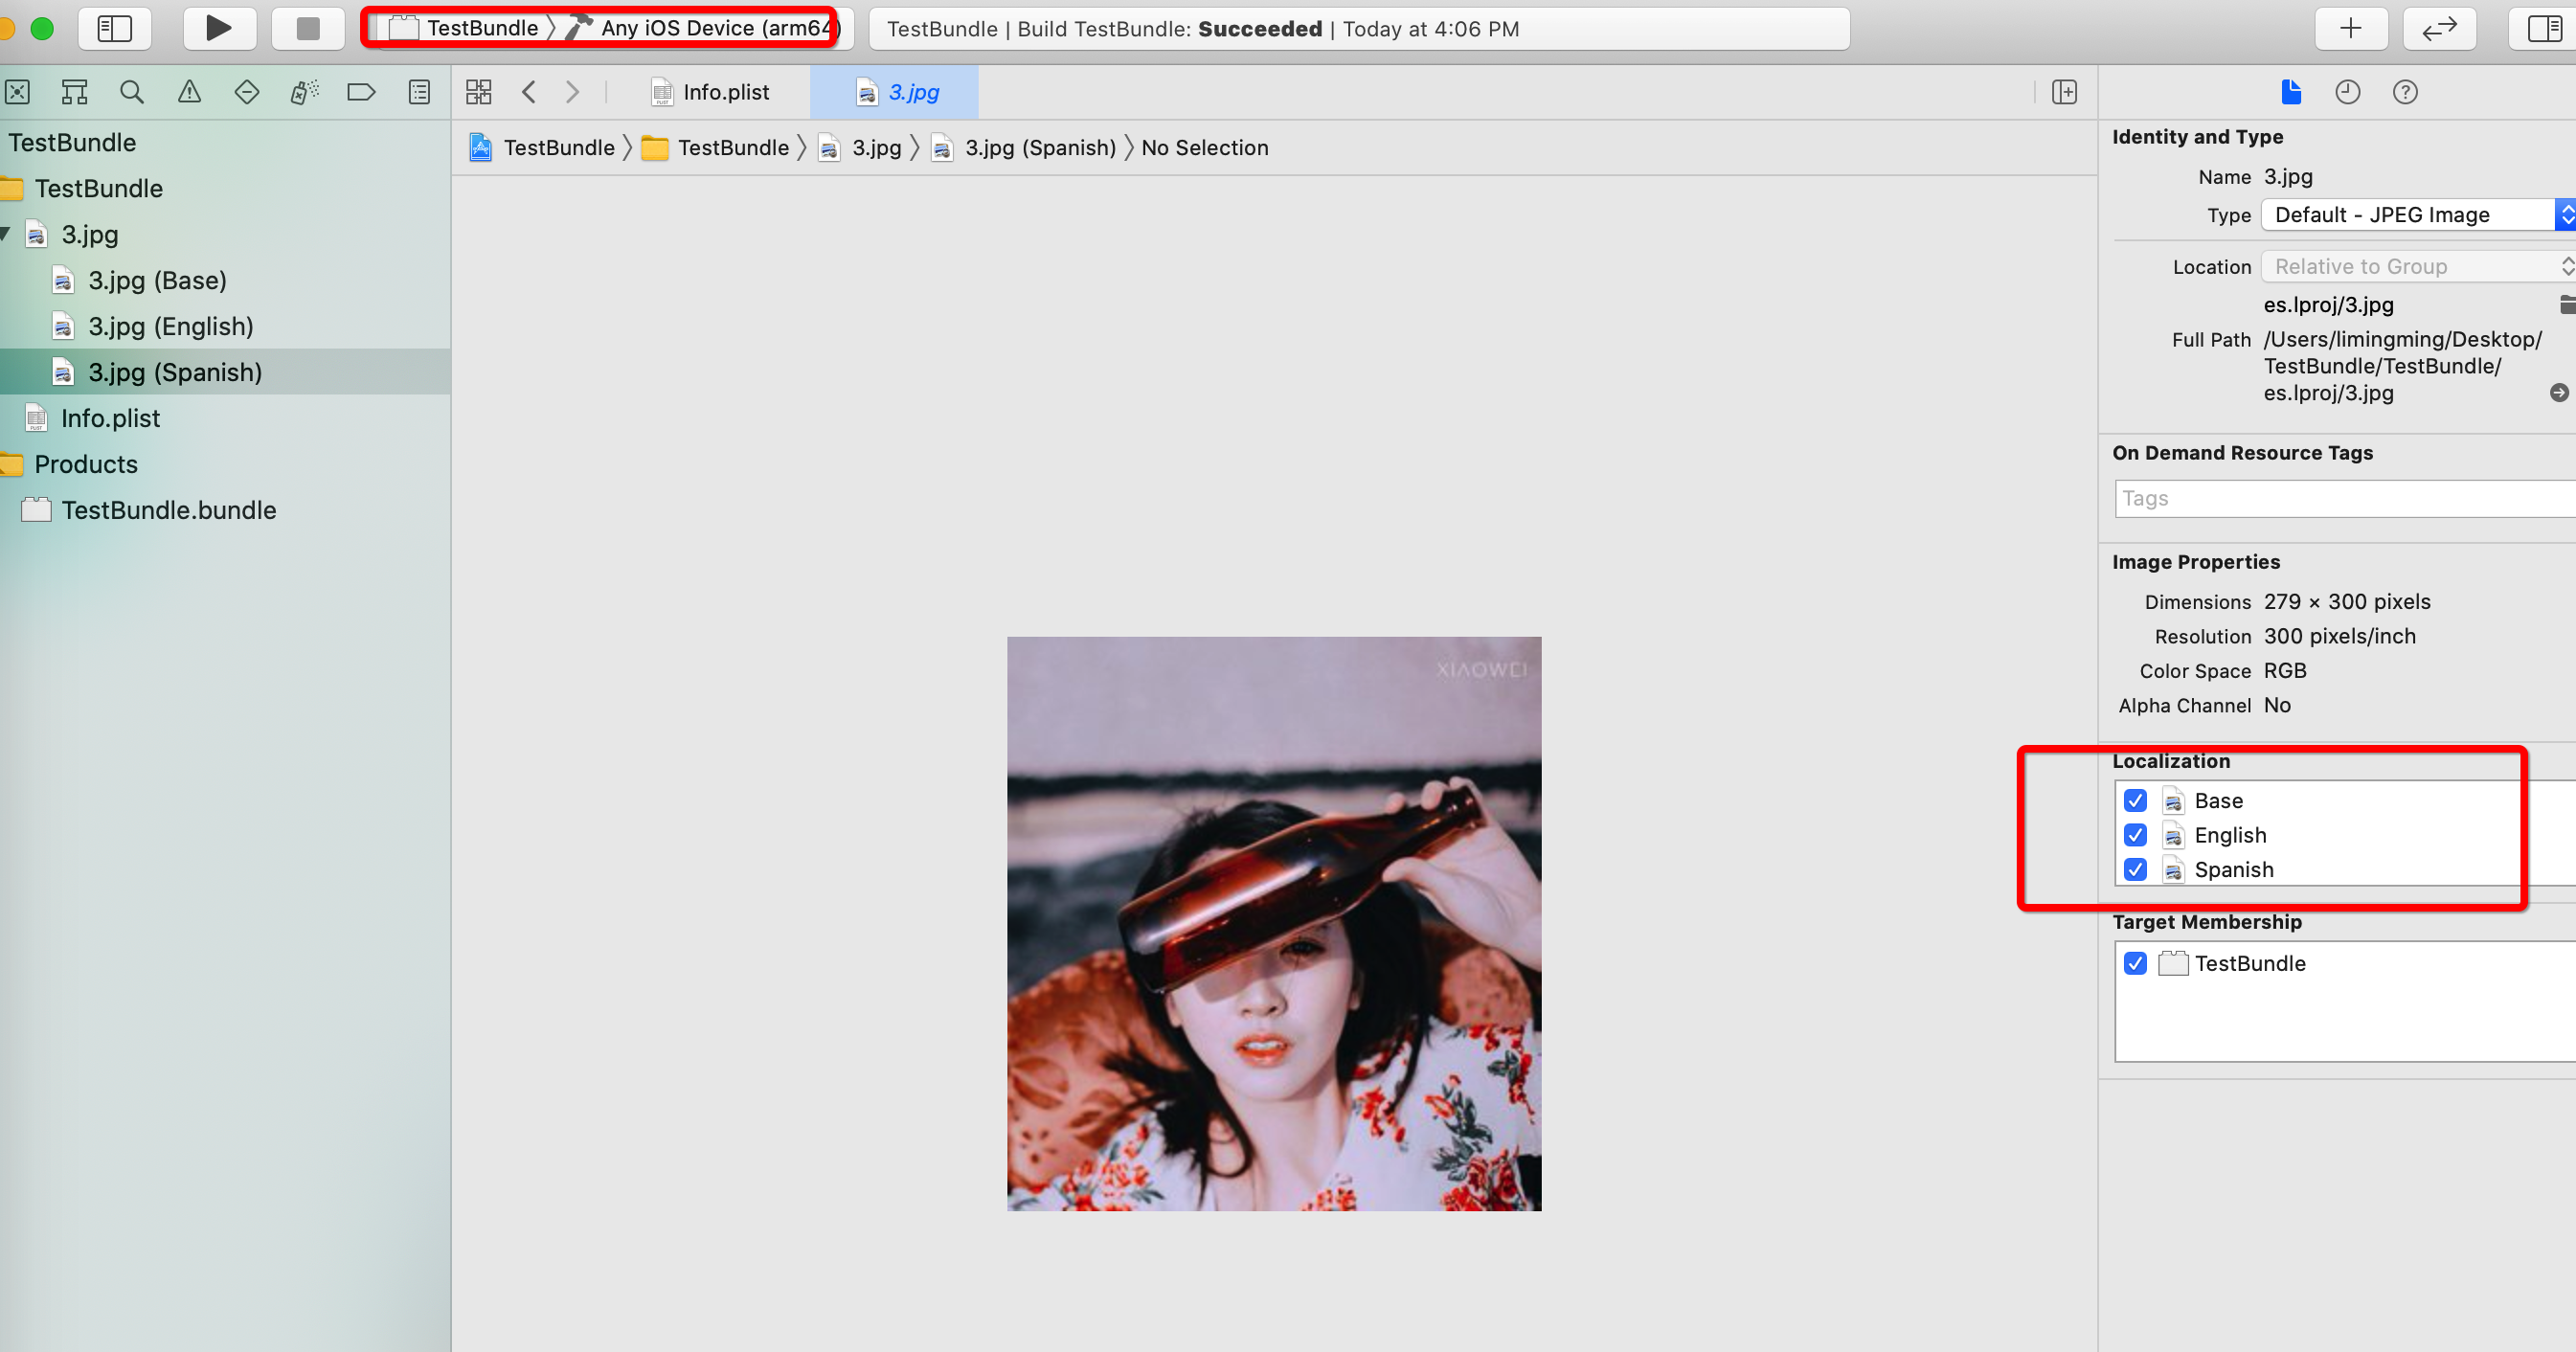 TestBundle 〉 Any iOS Device (arm64)
TestBundle | Build TestBundle: Succeeded | Today at 4:06 PM
Info.plist
3.jpg
TestBundle 〉 TestBundle 〉 3.jpg 〉 3.jpg (Spanish) 〉 No Selection
TestBundle
TestBundle
3.jpg
3.jpg (Base)
3.jpg (English)
3.jpg (Spanish)
Info.plist
Products
TestBundle.bundle
XIAOWEI
Identity and Type
Name 3.jpg
Type Default - JPEG Image
Location Relative to Group
es.lproj/3.jpg
Full Path /Users/limingming/Desktop/
TestBundle/TestBundle/
es.lproj/3.jpg
On Demand Resource Tags
Tags
Image Properties
Dimensions 279 × 300 pixels
Resolution 300 pixels/inch
Color Space RGB
Alpha Channel No
Localization
Base
English
Spanish
Target Membership
TestBundle